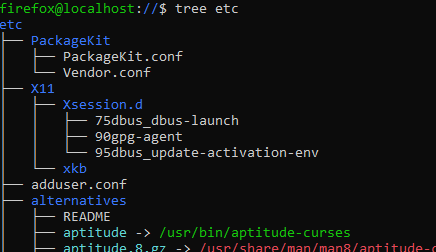 firefox@localhost://$ tree etc
etc
├── PackageKit
│   ├── PackageKit.conf
│   └── Vendor.conf
├── X11
│   ├── Xsession.d
│   │   ├── 75dbus_dbus-launch
│   │   ├── 90gpg-agent
│   │   └── 95dbus_update-activation-env
│   └── xkb
├── adduser.conf
├── alternatives
│   ├── README
│   ├── aptitude -> /usr/bin/aptitude-curses
│   ├── aptitude.8.gz -> /usr/share/man/man8/aptitude-c